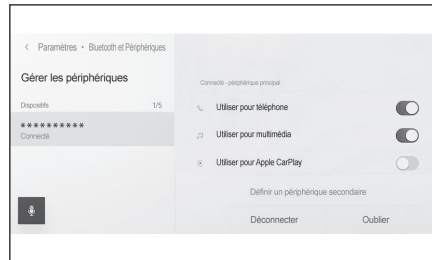 < Paramètres • Bluetooth et Périphériques
Gérer les périphériques
Dispositifs 1/5
**********
Connecté
Connecté - périphérique principal
Utiliser pour téléphone
Utiliser pour multimédia
Utiliser pour Apple CarPlay
Définir un périphérique secondaire
Déconnecter Oublier